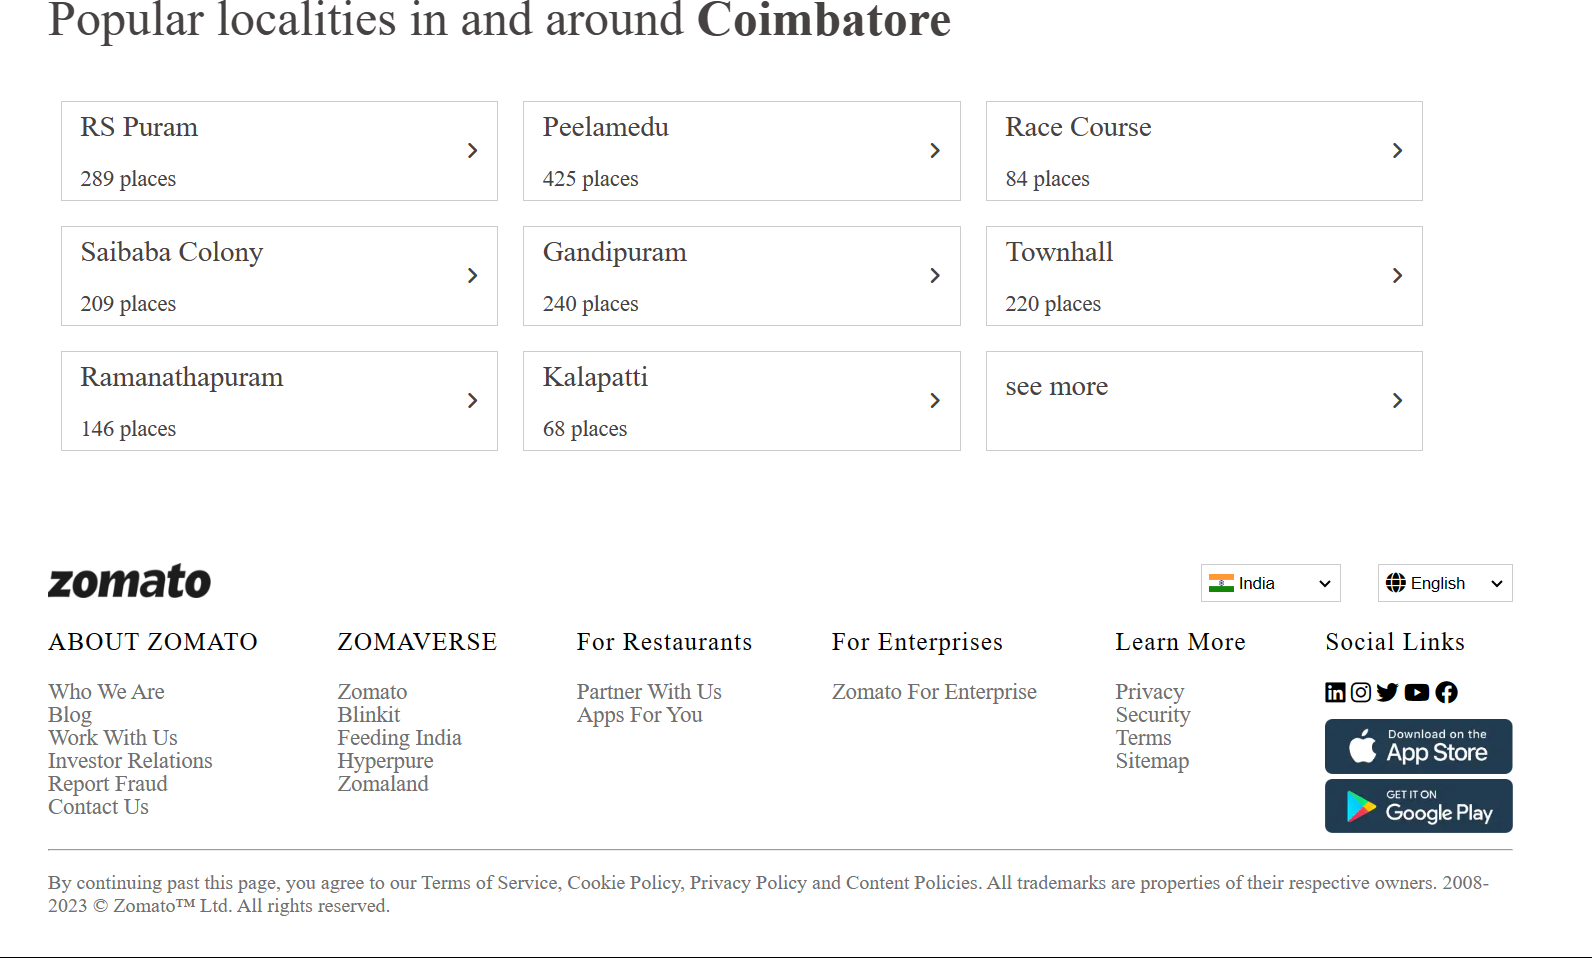 Popular localities in and around Coimbatore
RS Puram
289 places
Peelamedu
425 places
Race Course
84 places
Saibaba Colony
209 places
Gandipuram
240 places
Townhall
220 places
Ramanathapuram
146 places
Kalapatti
68 places
see more
zomato
India
English
ABOUT ZOMATO
Who We Are
Blog
Work With Us
Investor Relations
Report Fraud
Contact Us
ZOMAVERSE
Zomato
Blinkit
Feeding India
Hyperpure
Zomaland
For Restaurants
Partner With Us
Apps For You
For Enterprises
Zomato For Enterprise
Learn More
Privacy
Security
Terms
Sitemap
Social Links
Download on the
App Store
GET IT ON
Google Play
By continuing past this page, you agree to our Terms of Service, Cookie Policy, Privacy Policy and Content Policies. All trademarks are properties of their respective owners. 2008-
2023 © Zomato™ Ltd. All rights reserved.